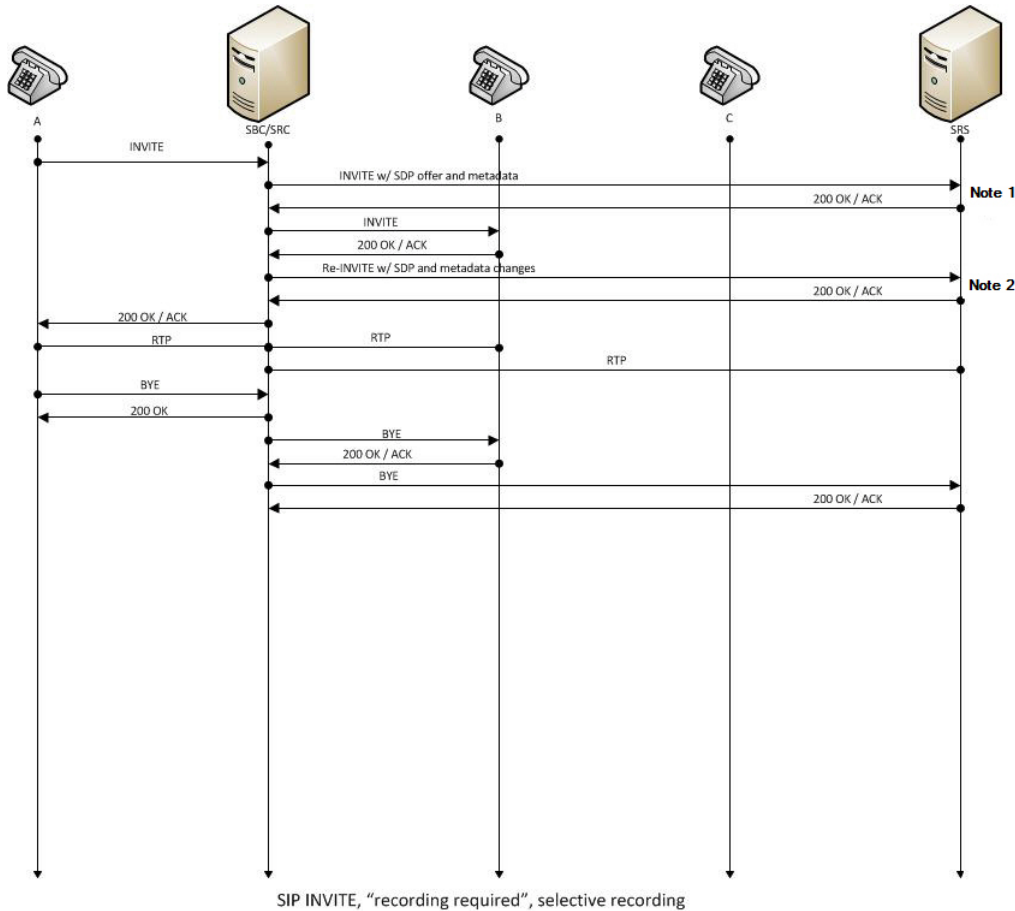 A
SBC/SRC
B
C
SRS
INVITE
INVITE w/ SDP offer and metadata
200 OK / ACK
Note 1
INVITE
200 OK / ACK
Re-INVITE w/ SDP and metadata changes
200 OK / ACK
Note 2
200 OK / ACK
RTP
RTP
RTP
BYE
200 OK
BYE
200 OK / ACK
BYE
200 OK / ACK
SIP INVITE, “recording required”, selective recording